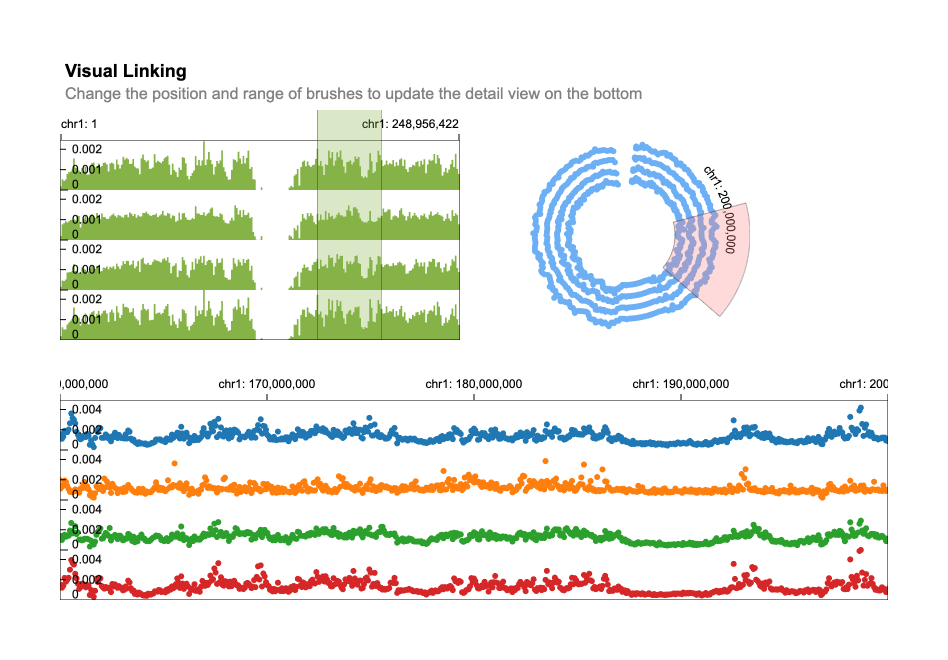 Visual Linking
Change the position and range of brushes to update the detail view on the bottom
chr1: 1
chr1: 248,956,422
0.002
0.001
0
0.002
0.001
0
0.002
0.001
0
0.002
0.001
0
chr1: 200,000,000
0,000,000
chr1: 170,000,000
chr1: 180,000,000
chr1: 190,000,000
chr1: 200
0.004
0.002
0
0.004
0.002
0
0.004
0.002
0
0.004
0.002
0